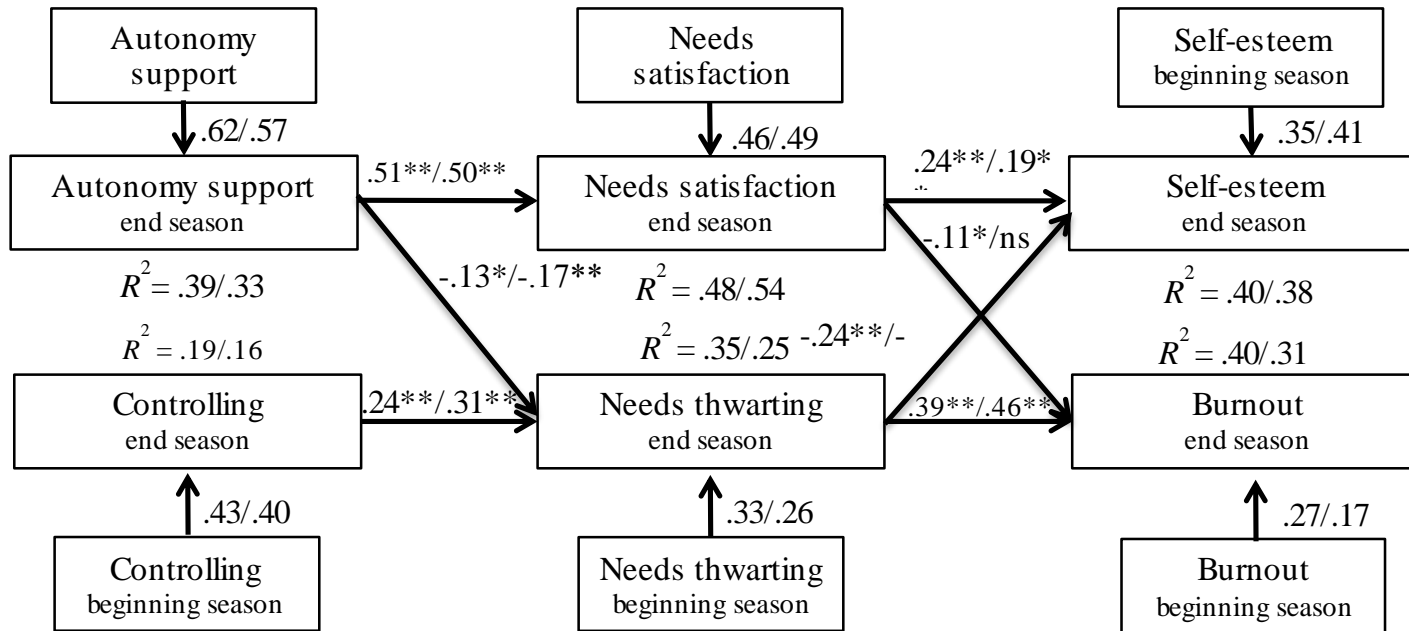 Autonomy
support
Needs
satisfaction
Self-esteem
beginning season
.62/.57
.46/.49
.35/.41
Autonomy support
end season
.51**/.50**
Needs satisfaction
end season
.24**/.19*
*
Self-esteem
end season
-.11*/ns
-.13*/-.17**
R² = .39/.33
R² = .48/.54
R² = .40/.38
R² = .19/.16
R² = .35/.25
-.24**/-
R² = .40/.31
Controlling
end season
.24**/.31**
Needs thwarting
end season
.39**/.46**
Burnout
end season
.43/.40
.33/.26
.27/.17
Controlling
beginning season
Needs thwarting
beginning season
Burnout
beginning season